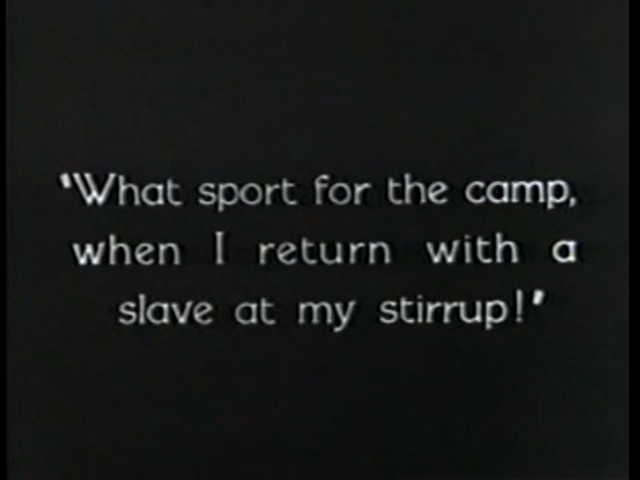 "What sport for the camp,
when I return with a
slave at my stirrup!"